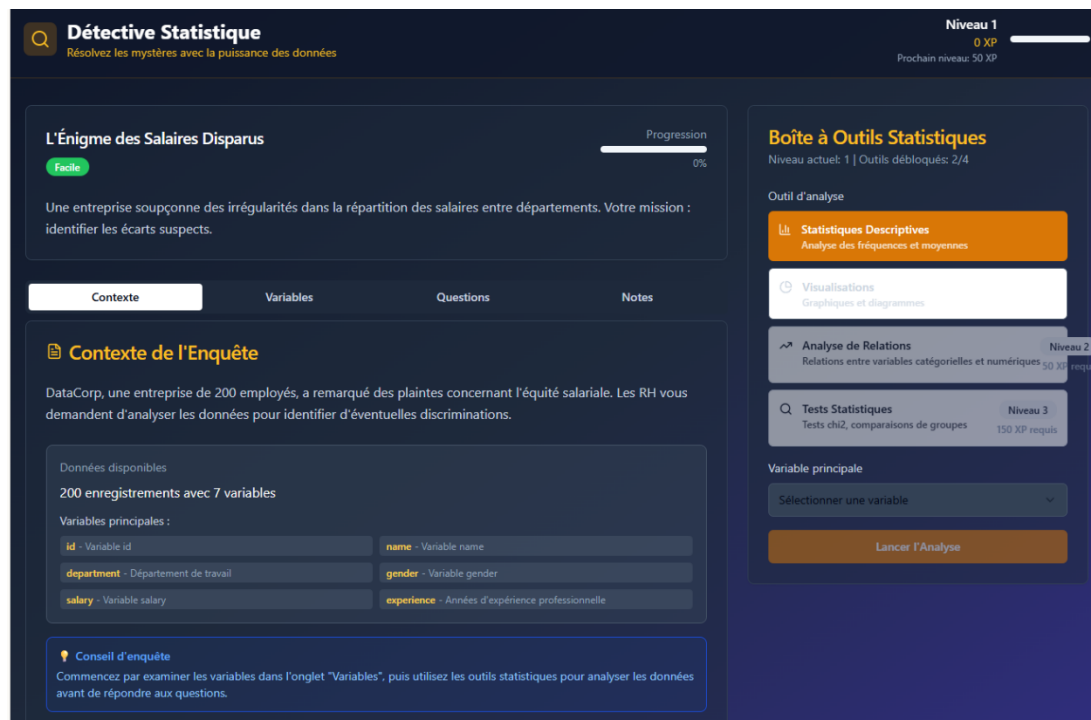 Détective Statistique
Résolvez les mystères avec la puissance des données
Niveau 1
0 XP
Prochain niveau: 50 XP
L'Énigme des Salaires Disparus
Facile
Progression
0%
Une entreprise soupçonne des irrégularités dans la répartition des salaires entre départements. Votre mission :
identifier les écarts suspects.
Contexte
Variables
Questions
Notes
Contexte de l'Enquête
DataCorp, une entreprise de 200 employés, a remarqué des plaintes concernant l'équité salariale. Les RH vous
demandent d'analyser les données pour identifier d'éventuelles discriminations.
Données disponibles
200 enregistrements avec 7 variables
Variables principales :
id - Variable id
name - Variable name
department - Département de travail
gender - Variable gender
salary - Variable salary
experience - Années d'expérience professionnelle
Conseil d'enquête
Commencez par examiner les variables dans l'onglet "Variables", puis utilisez les outils statistiques pour analyser les données
avant de répondre aux questions.
Boîte à Outils Statistiques
Niveau actuel: 1 | Outils débloqués: 2/4
Outil d'analyse
Statistiques Descriptives
Analyse des fréquences et moyennes
Visualisations
Graphiques et diagrammes
Analyse de Relations
Niveau 2
Relations entre variables catégorielles et numériques
50 XP requ
Tests Statistiques
Niveau 3
Tests chi2, comparaisons de groupes
150 XP requis
Variable principale
Sélectionner une variable
Lancer l'Analyse